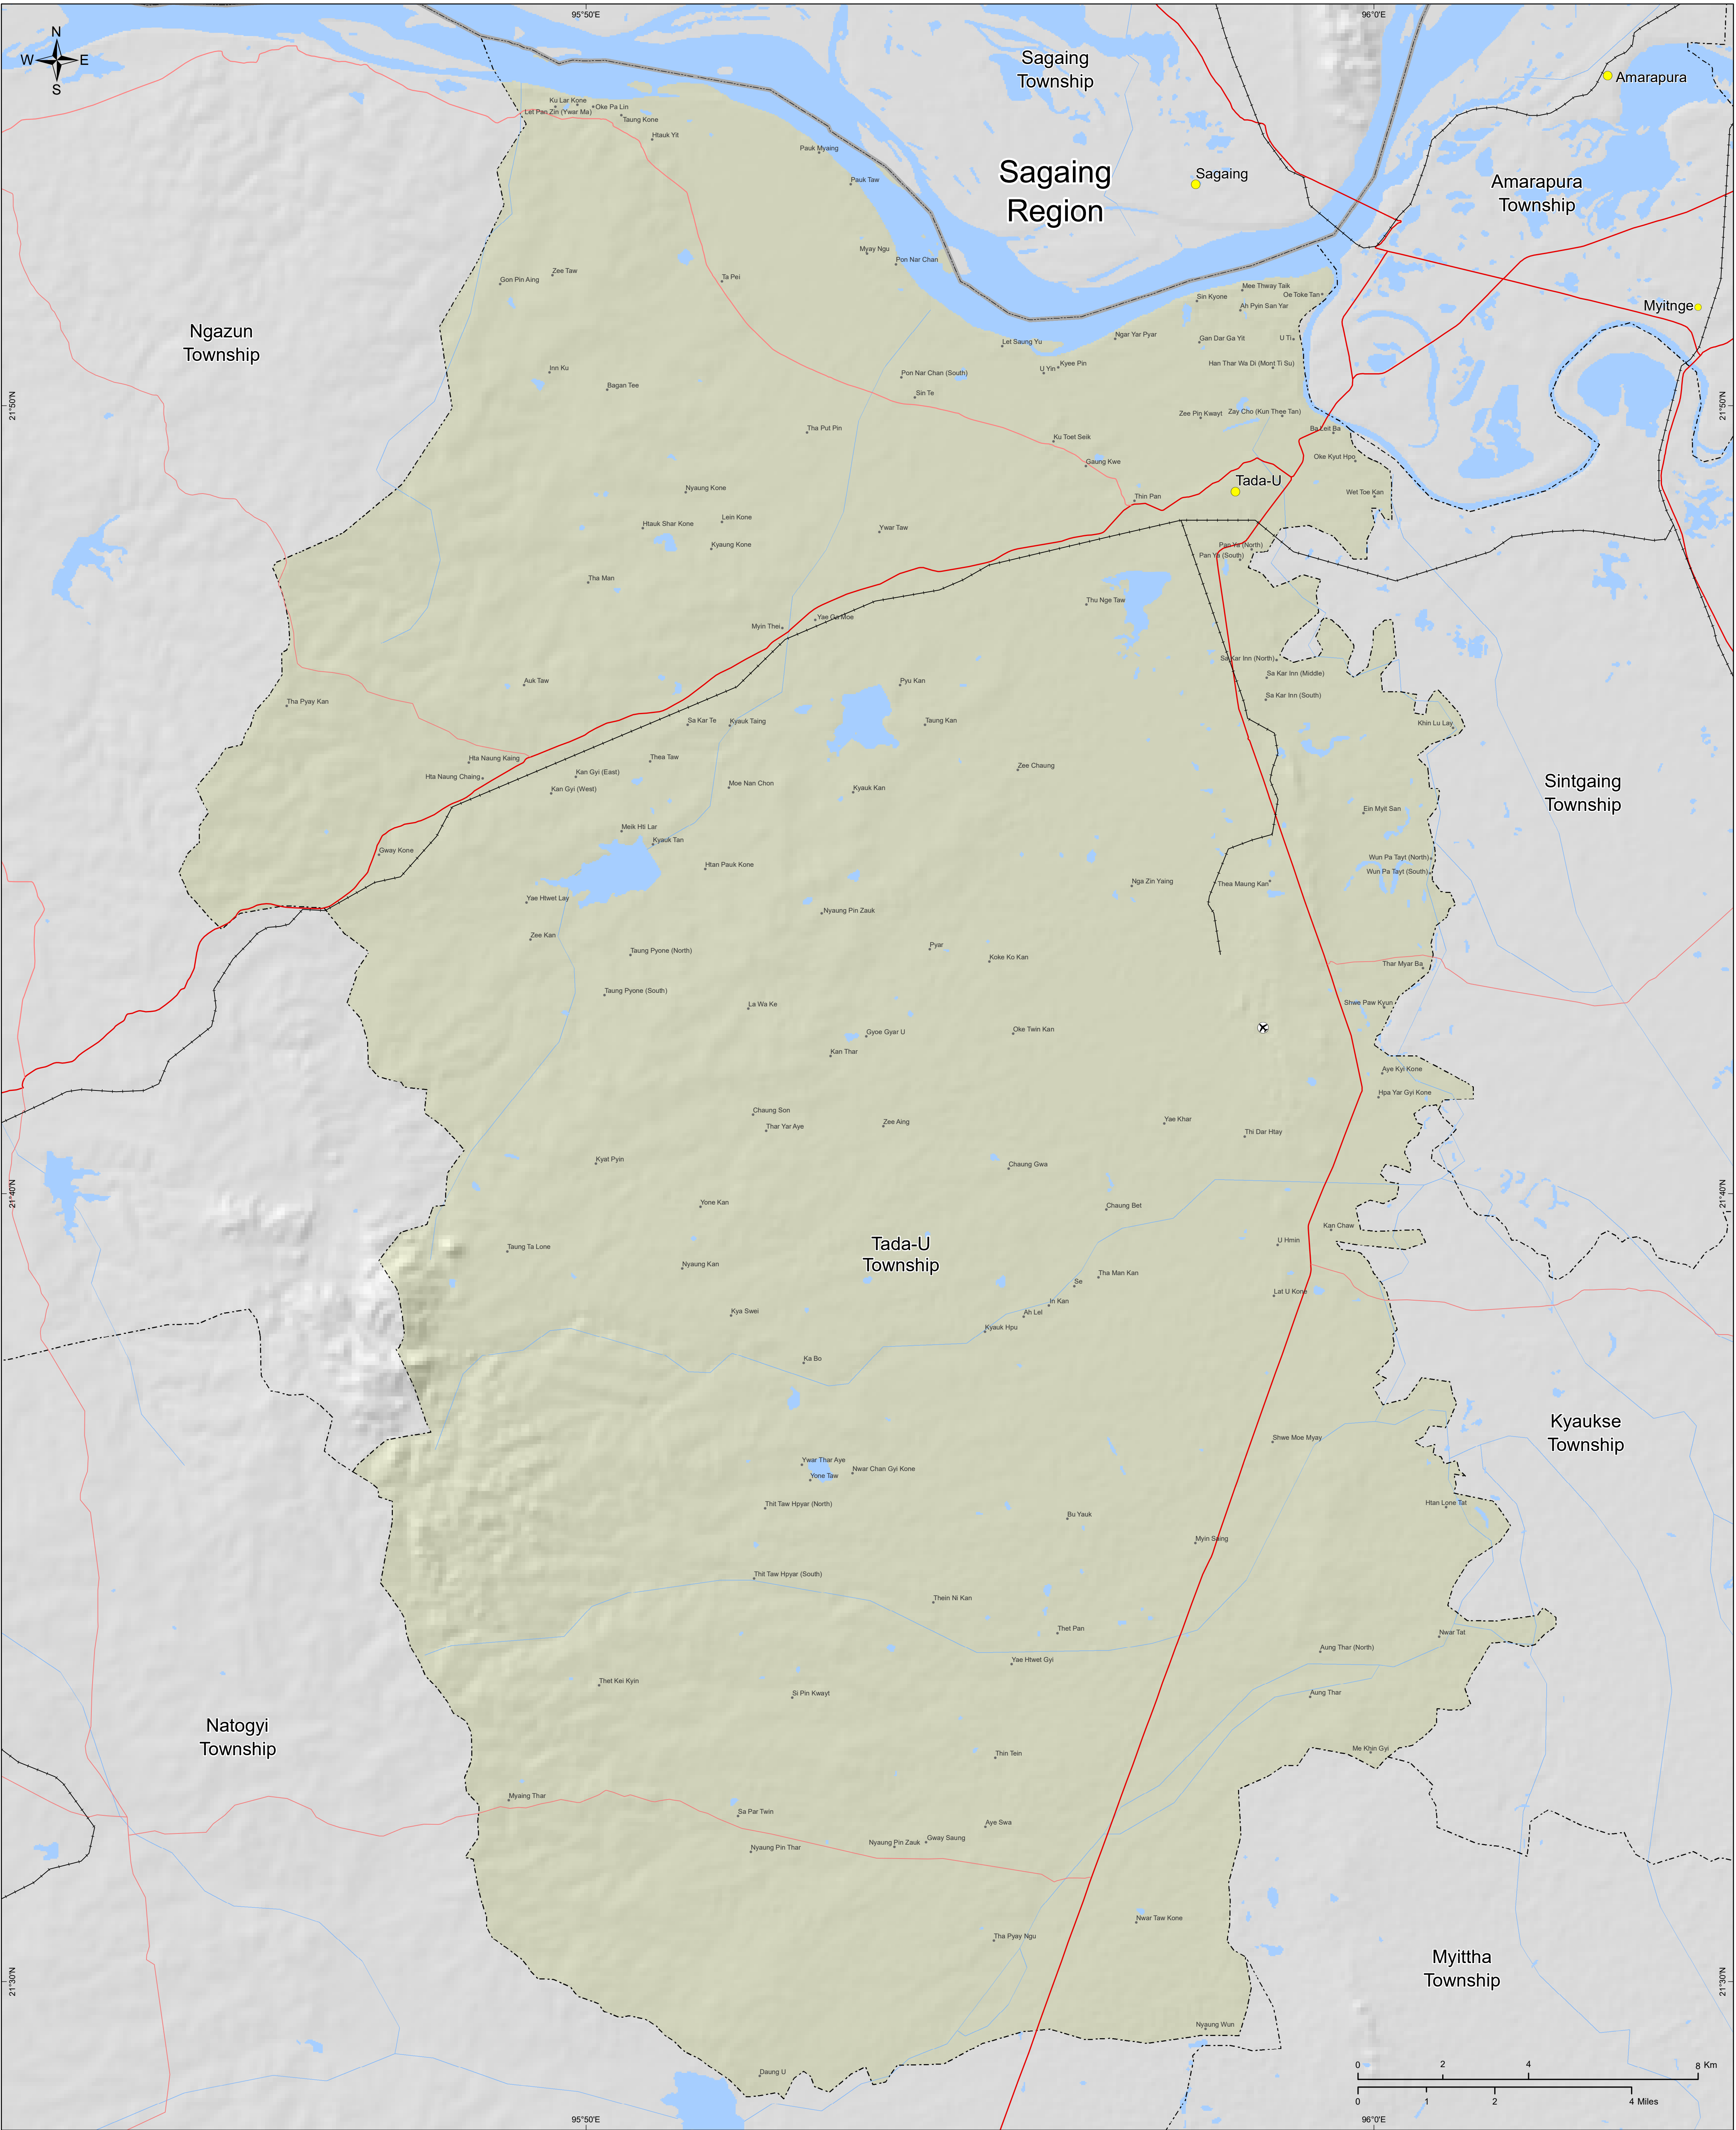 95°50'E
96°0'E
N
W
E
S
Sagaing
Township
Amarapura
Ku Lar Kone
Oke Pa Lin
Let Pan Zin (Ywar Ma)
Taung Kone
Htauk Yit
Pauk Myaing
Pauk Taw
Sagaing
Region
Sagaing
Amarapura
Township
Myay Ngu
Pon Nar Chan
Zee Taw
Gon Pin Aing
Ta Pei
Mee Thway Taik
Oe Toke Tan
Sin Kyone
Ah Pyin San Yar
Myitnge
Ngazun
Township
Let Saung Yu
Ngar Yar Pyar
Gan Dar Ga Yit
U Ti
Inn Ku
Bagan Tee
Pon Nar Chan (South)
Sin Te
U Yin
Kyee Pin
Han Thar Wa Di (Mont Ti Su)
21°50'N
21°50'N
Zee Pin Kwayt
Zay Cho (Kun Thee Tan)
Tha Put Pin
Ku Toet Seik
Ba Leit Ba
Gaung Kwe
Oke Kyut Hpo
Tada-U
Nyaung Kone
Thin Pan
Wet Toe Kan
Htauk Shar Kone
Lein Kone
Ywar Taw
Kyaung Kone
Pan Ya (North)
Pan Ya (South)
Tha Man
Thu Nge Taw
Myin Thei
Yae Ga Moe
Sa Kar Inn (North)
Sa Kar Inn (Middle)
Sa Kar Inn (South)
Auk Taw
Pyu Kan
Tha Pyay Kan
Sa Kar Te
Kyauk Taing
Taung Kan
Khin Lu Lay
Hta Naung Kaing
Thea Taw
Hta Naung Chaing
Kan Gyi (East)
Kan Gyi (West)
Moe Nan Chon
Kyauk Kan
Zee Chaung
Sintgaing
Township
Ein Myit San
Meik Hti Lar
Kyauk Tan
Gway Kone
Htan Pauk Kone
Wun Pa Tayt (North)
Wun Pa Tayt (South)
Nga Zin Yaing
Thea Maung Kan
Yae Htwet Lay
Nyaung Pin Zauk
Zee Kan
Taung Pyone (North)
Pyar
Koke Ko Kan
Thar Myar Ba
Taung Pyone (South)
La Wa Ke
Shwe Paw Kyun
Gyoe Gyar U
Oke Twin Kan
Kan Thar
Aye Kyi Kone
Hpa Yar Gyi Kone
Chaung Son
Thar Yar Aye
Zee Aing
Yae Khar
Thi Dar Htay
Kyat Pyin
Chaung Gwa
21°40'N
21°40'N
Yone Kan
Chaung Bet
Kan Chaw
Taung Ta Lone
Tada-U
Township
U Hmin
Nyaung Kan
Se
Tha Man Kan
Lat U Kone
In Kan
Kya Swei
Ah Lel
Kyauk Hpu
Ka Bo
Kyaukse
Township
Shwe Moe Myay
Ywar Thar Aye
Nwar Chan Gyi Kone
Yone Taw
Thit Taw Hpyar (North)
Htan Lone Tat
Bu Yauk
Myin Saing
Thit Taw Hpyar (South)
Thein Ni Kan
Thet Pan
Nwar Tat
Aung Thar (North)
Yae Htwet Gyi
Thet Kei Kyin
Si Pin Kwayt
Aung Thar
Natogyi
Township
Thin Tein
Me Khin Gyi
Myaing Thar
Sa Par Twin
Aye Swa
Nyaung Pin Zauk
Gway Saung
Nyaung Pin Thar
Nwar Taw Kone
Tha Pyay Ngu
Myittha
Township
21°30'N
21°30'N
Nyaung Wun
Daung U
0 2 4 8 Km
0 1 2 4 Miles
95°50'E
96°0'E